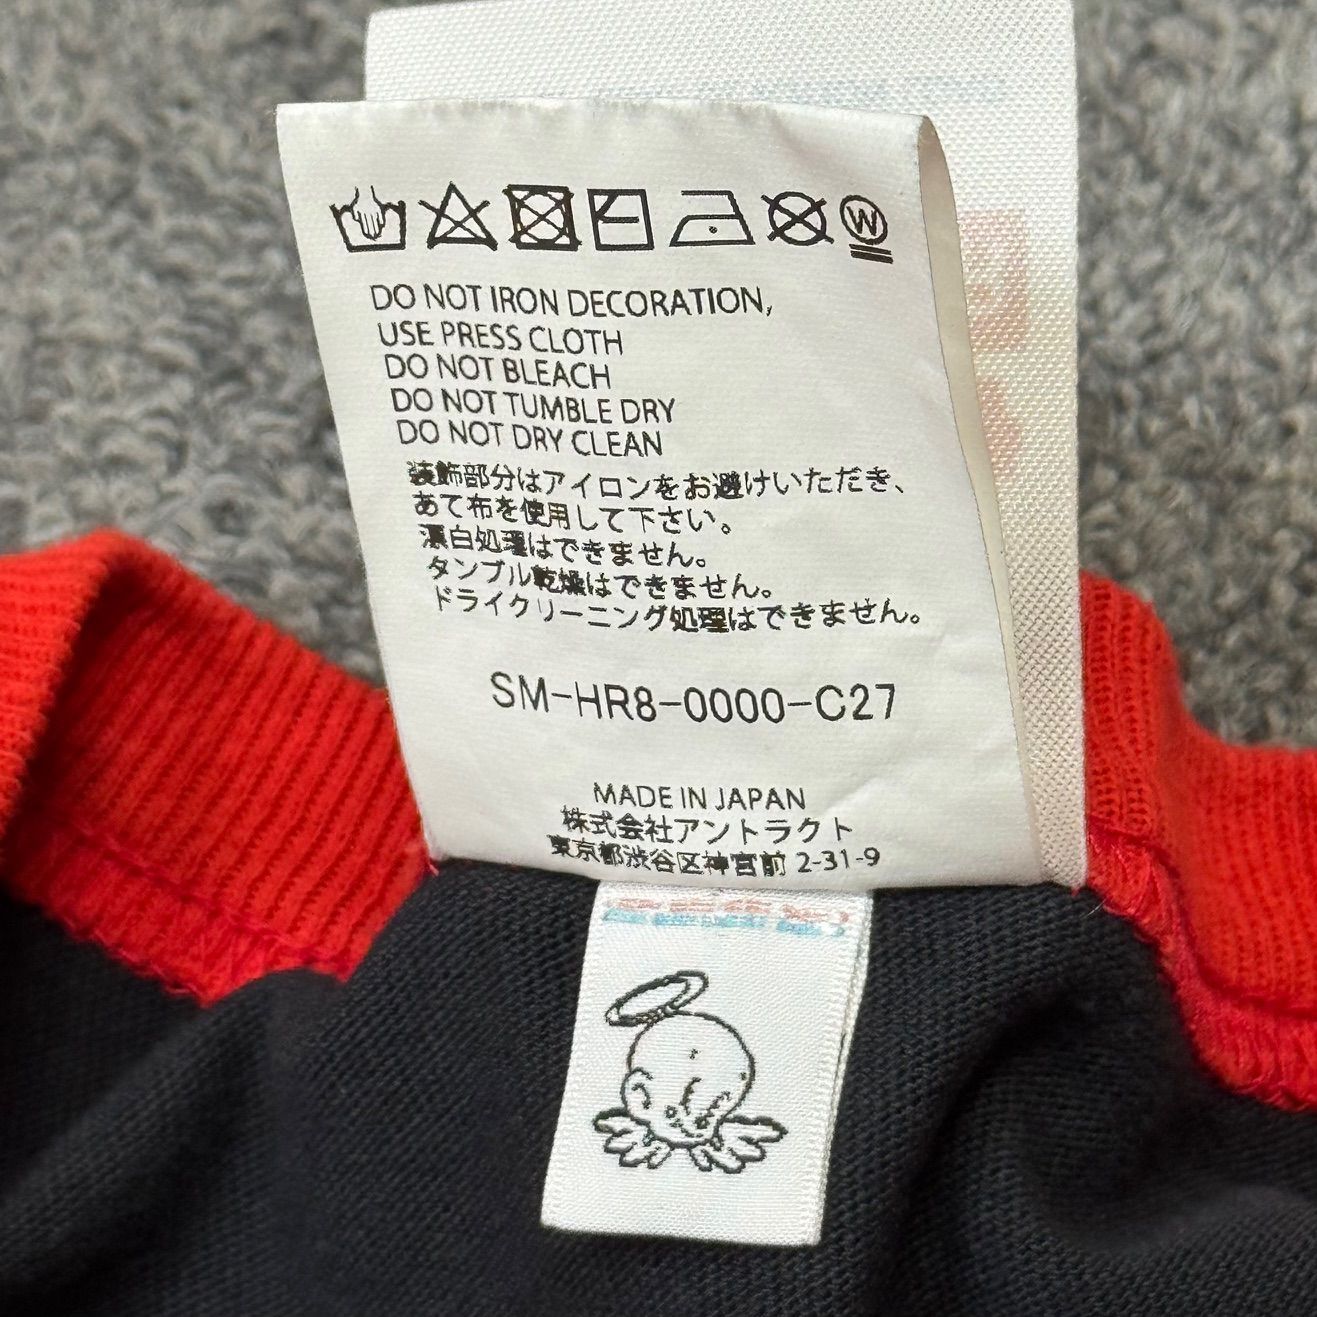 W
DO NOT IRON DECORATION,
USE PRESS CLOTH
DO NOT BLEACH
DO NOT TUMBLE DRY
DO NOT DRY CLEAN
装飾部分はアイロンをお避けいただき、
あて布を使用して下さい。
漂白処理はできません。
タンブル乾燥はできません。
ドライクリーニング処理はできません。
SM-HR8-0000-C27
MADE IN JAPAN
株式会社アントラクト
東京都渋谷区神宮前 2-31-9